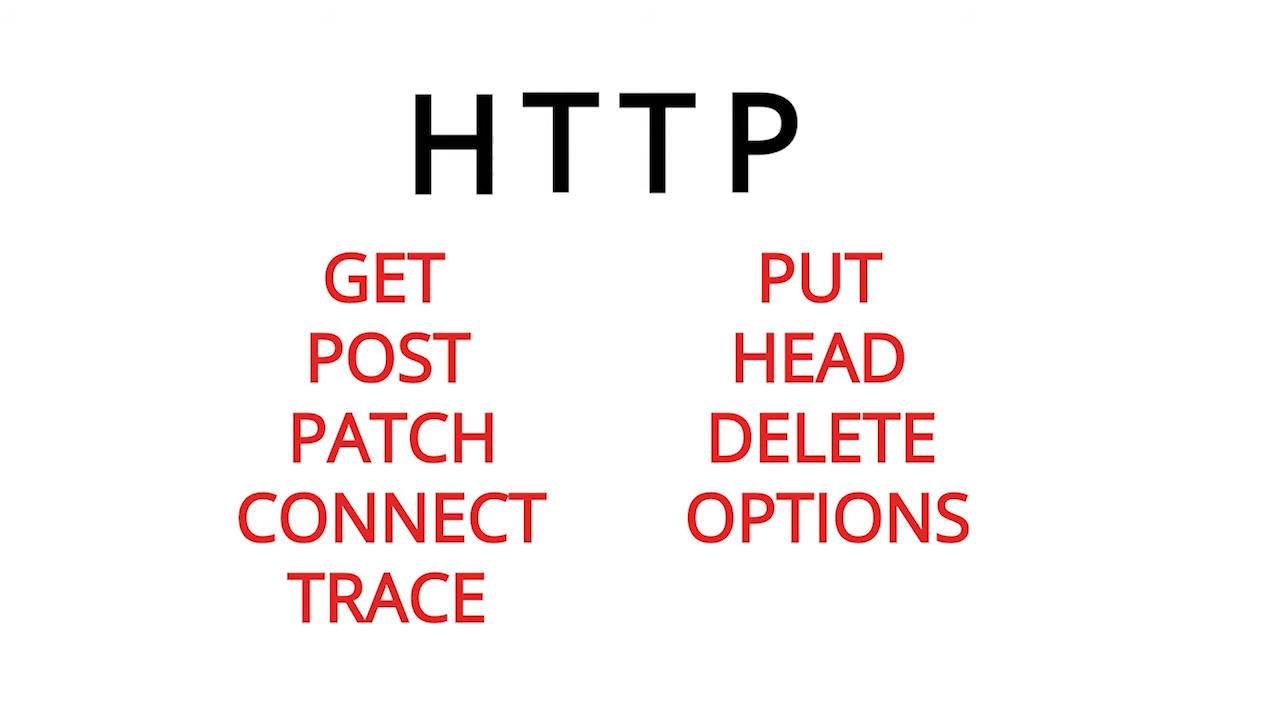 HTTP
GET
POST
PATCH
CONNECT
TRACE
PUT
HEAD
DELETE
OPTIONS